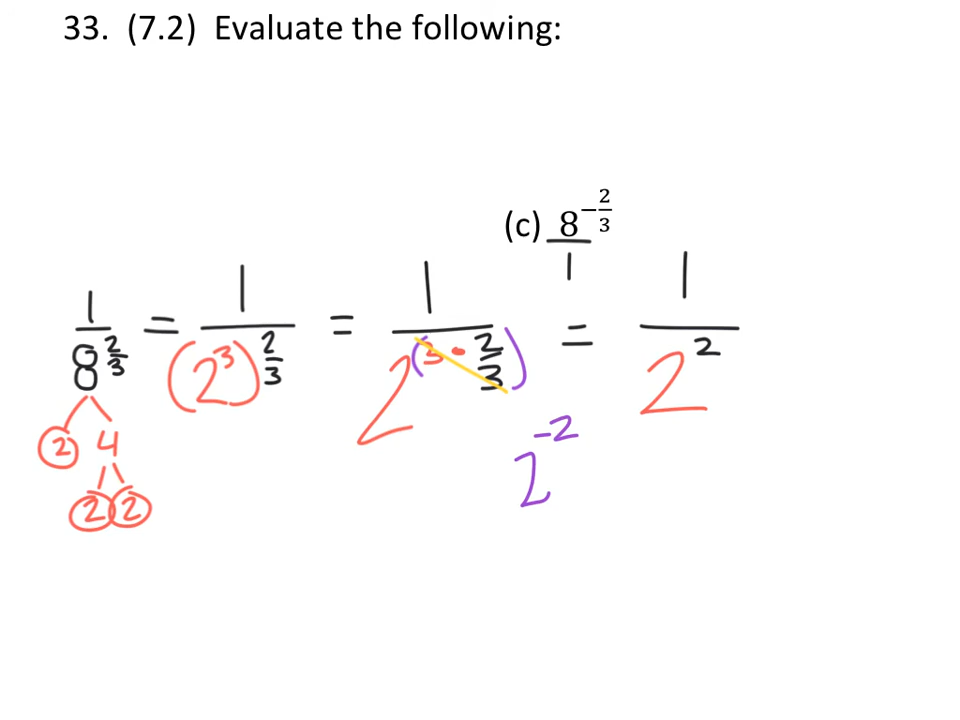 33. (7.2) Evaluate the following:
(c) 8^{-2/3} / 1
1 / 8^{2/3} = 1 / (2^3)^{2/3} = 1 / 2^{(3 · 2/3)} = 1 / 2^2
2 4
2^{-2}
2 2